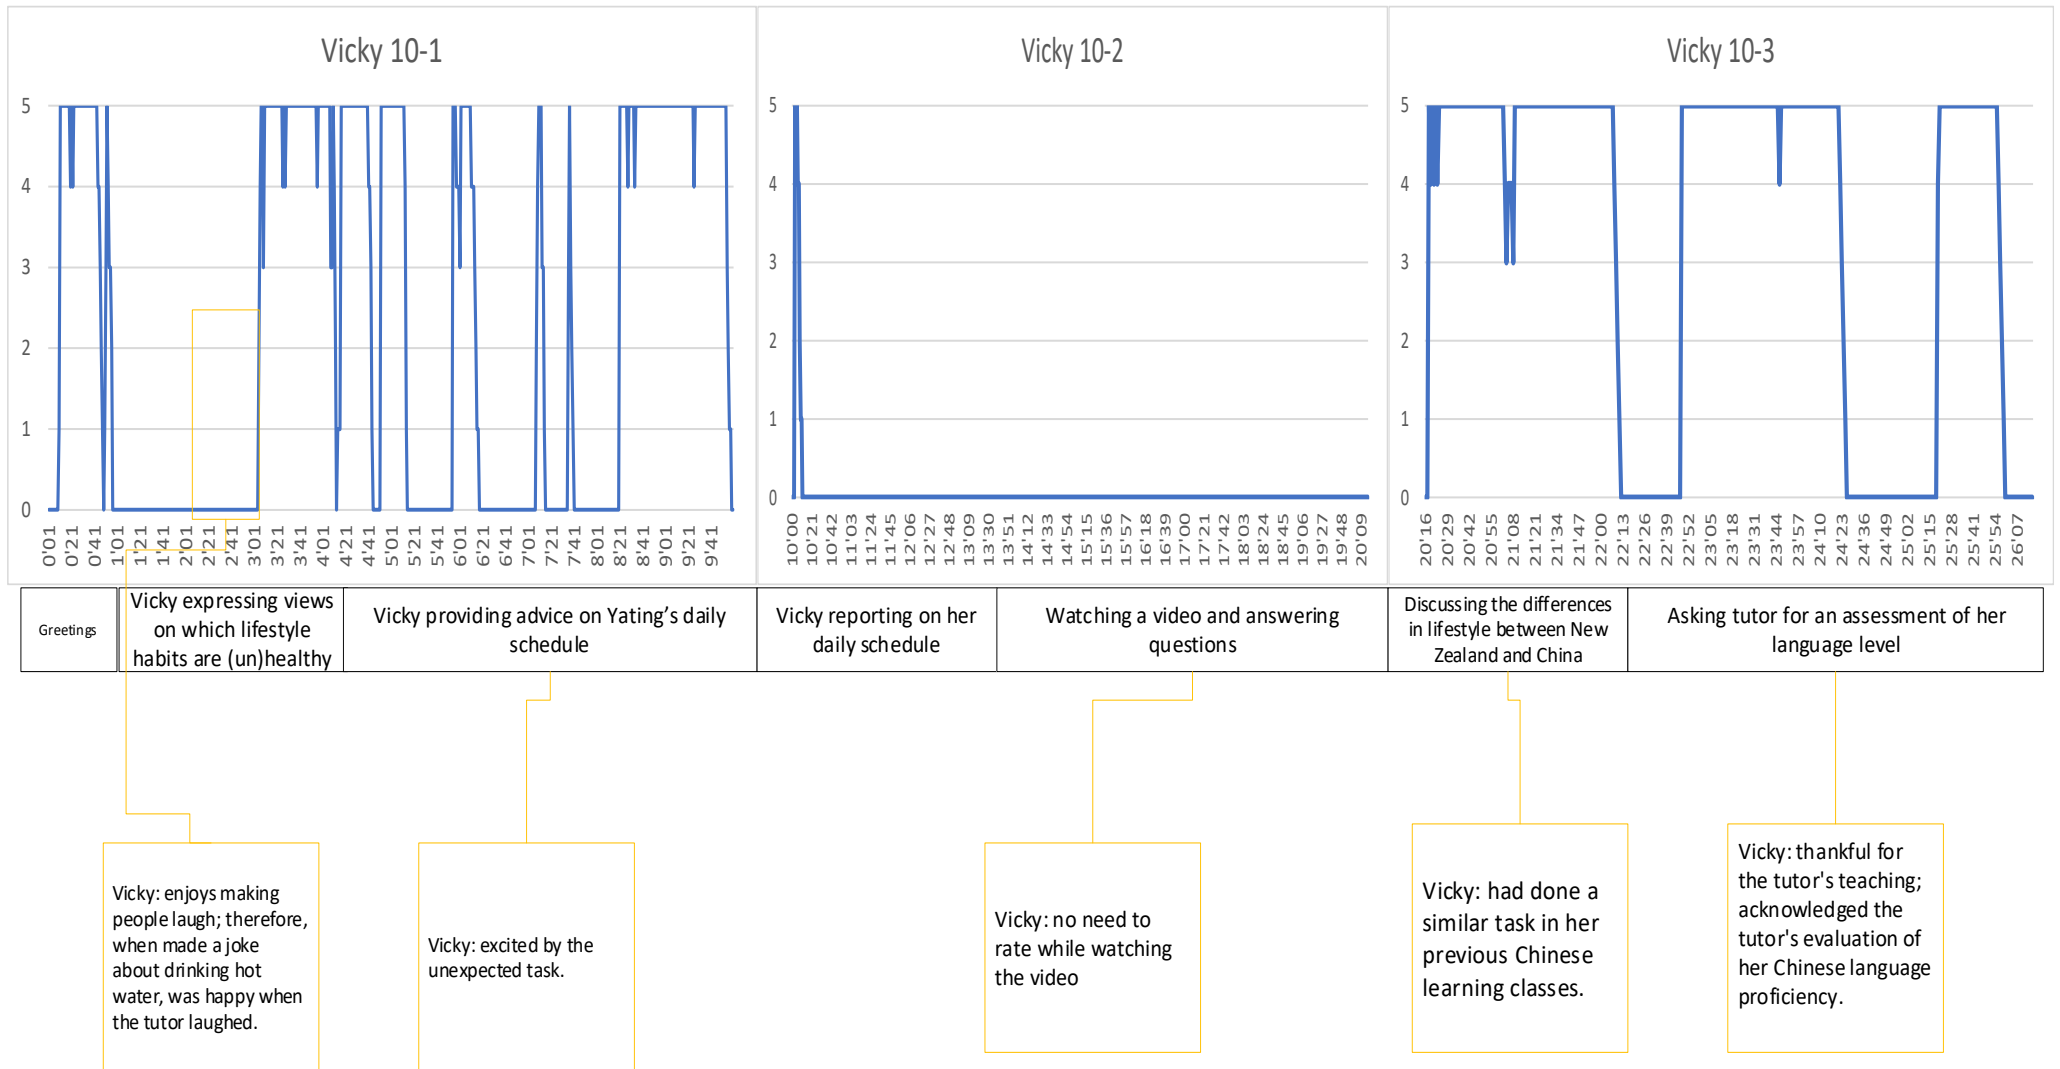 Vicky 10-1
5
4
3
2
1
0
0'01
0'21
0'41
1'01
1'21
1'41
2'01
2'21
2'41
3'01
3'21
3'41
4'01
4'21
4'41
5'01
5'21
5'41
6'01
6'21
6'41
7'01
7'21
7'41
8'01
8'21
8'41
9'01
9'21
9'41
Vicky 10-2
5
4
3
2
1
0
10'00
10'21
10'42
11'03
11'24
11'45
12'06
12'27
12'48
13'09
13'30
13'51
14'12
14'33
14'54
15'15
15'36
15'57
16'18
16'39
17'00
17'21
17'42
18'03
18'24
18'45
19'06
19'27
19'48
20'09
Vicky 10-3
5
4
3
2
1
0
20'16
20'29
20'42
20'55
21'08
21'21
21'34
21'47
22'00
22'13
22'26
22'39
22'52
23'05
23'18
23'31
23'44
23'57
24'10
24'23
24'36
24'49
25'02
25'15
25'28
25'41
25'54
26'07
Greetings
Vicky expressing views
on which lifestyle
habits are (un)healthy
Vicky providing advice on Yating's daily
schedule
Vicky reporting on her
daily schedule
Watching a video and answering
questions
Discussing the differences
in lifestyle between New
Zealand and China
Asking tutor for an assessment of her
language level
Vicky: enjoys making
people laugh; therefore,
when made a joke
about drinking hot
water, was happy when
the tutor laughed.
Vicky: excited by the
unexpected task.
Vicky: no need to
rate while watching
the video
Vicky: had done a
similar task in her
previous Chinese
learning classes.
Vicky: thankful for
the tutor's teaching;
acknowledged the
tutor's evaluation of
her Chinese language
proficiency.